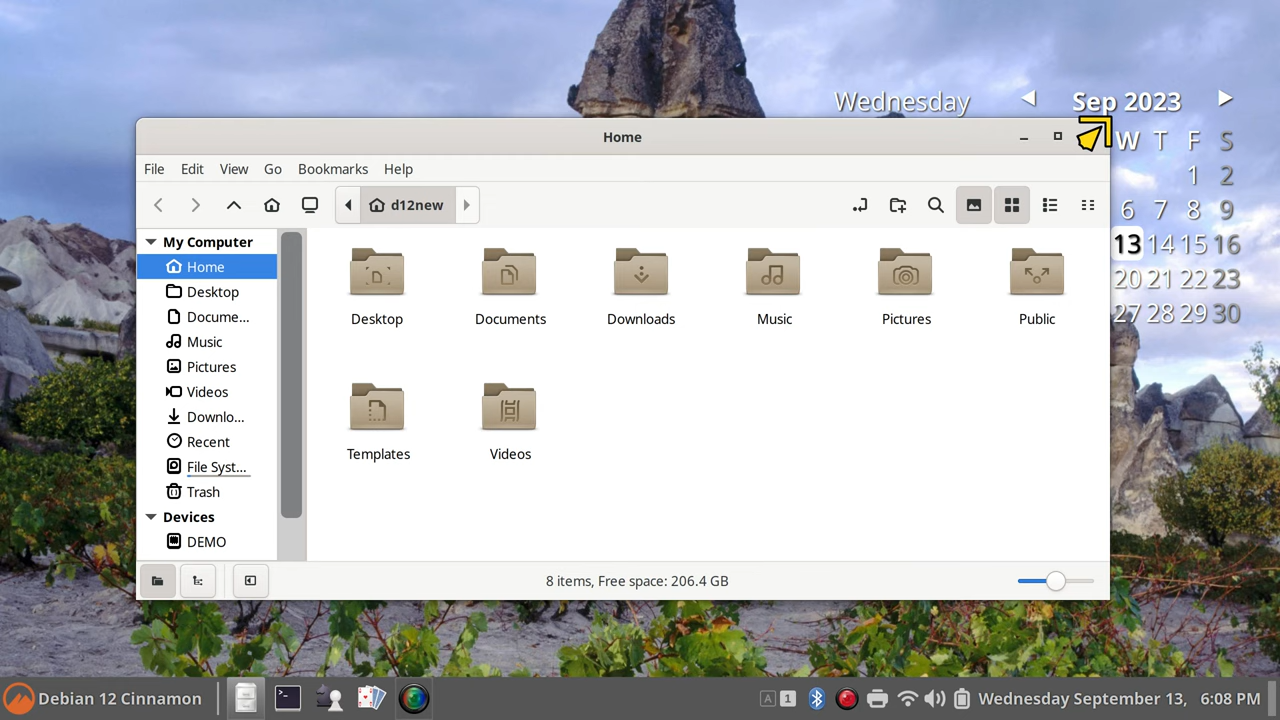 Wednesday
Sep 2023
W T F S
1 2
6 7 8 9
13 14 15 16
20 21 22 23
27 28 29 30
Home
File Edit View Go Bookmarks Help
d12new
My Computer
Home
Desktop
Docume...
Music
Pictures
Videos
Downlo...
Recent
File Syst...
Trash
Devices
DEMO
Desktop Documents Downloads Music Pictures Public
Templates Videos
8 items, Free space: 206.4 GB
Debian 12 Cinnamon
A 1
Wednesday September 13, 6:08 PM